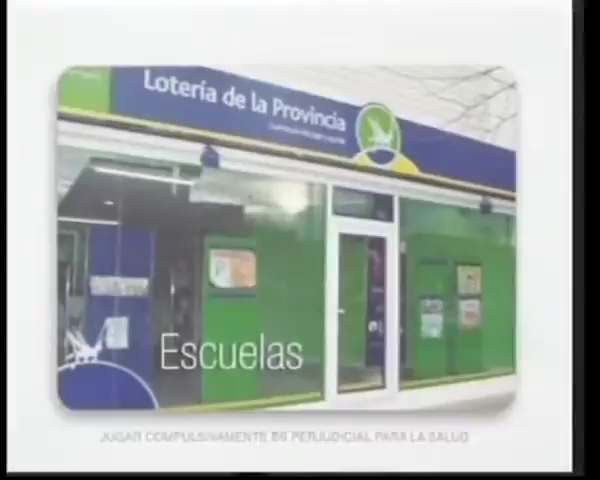 Lotería de la Provincia
Escuelas
JUGAR COMPULSIVAMENTE ES PERJUDICIAL PARA LA SALUD